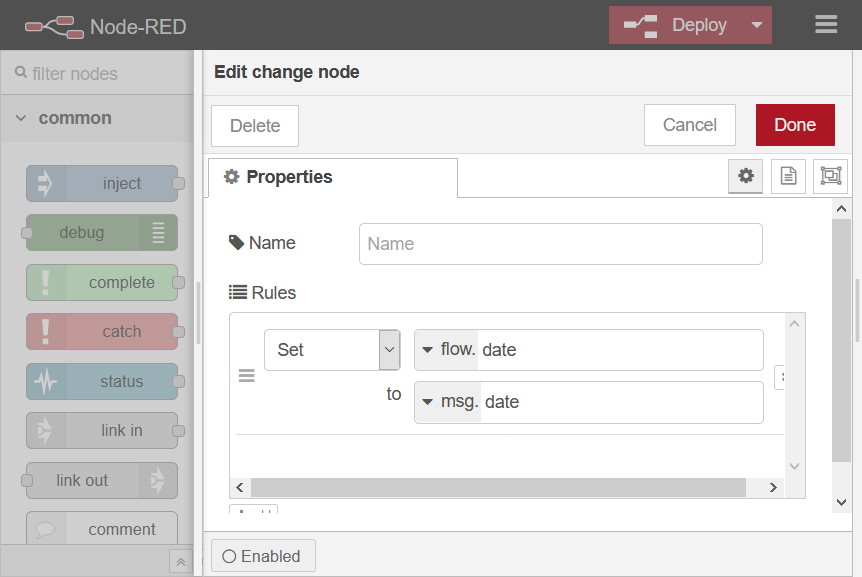 Node-RED
Deploy
filter nodes
Edit change node
common
Delete
Cancel
Done
Properties
inject
debug
complete
catch
status
link in
link out
comment
Name
Name
Rules
Set
flow. date
to
msg. date
Enabled